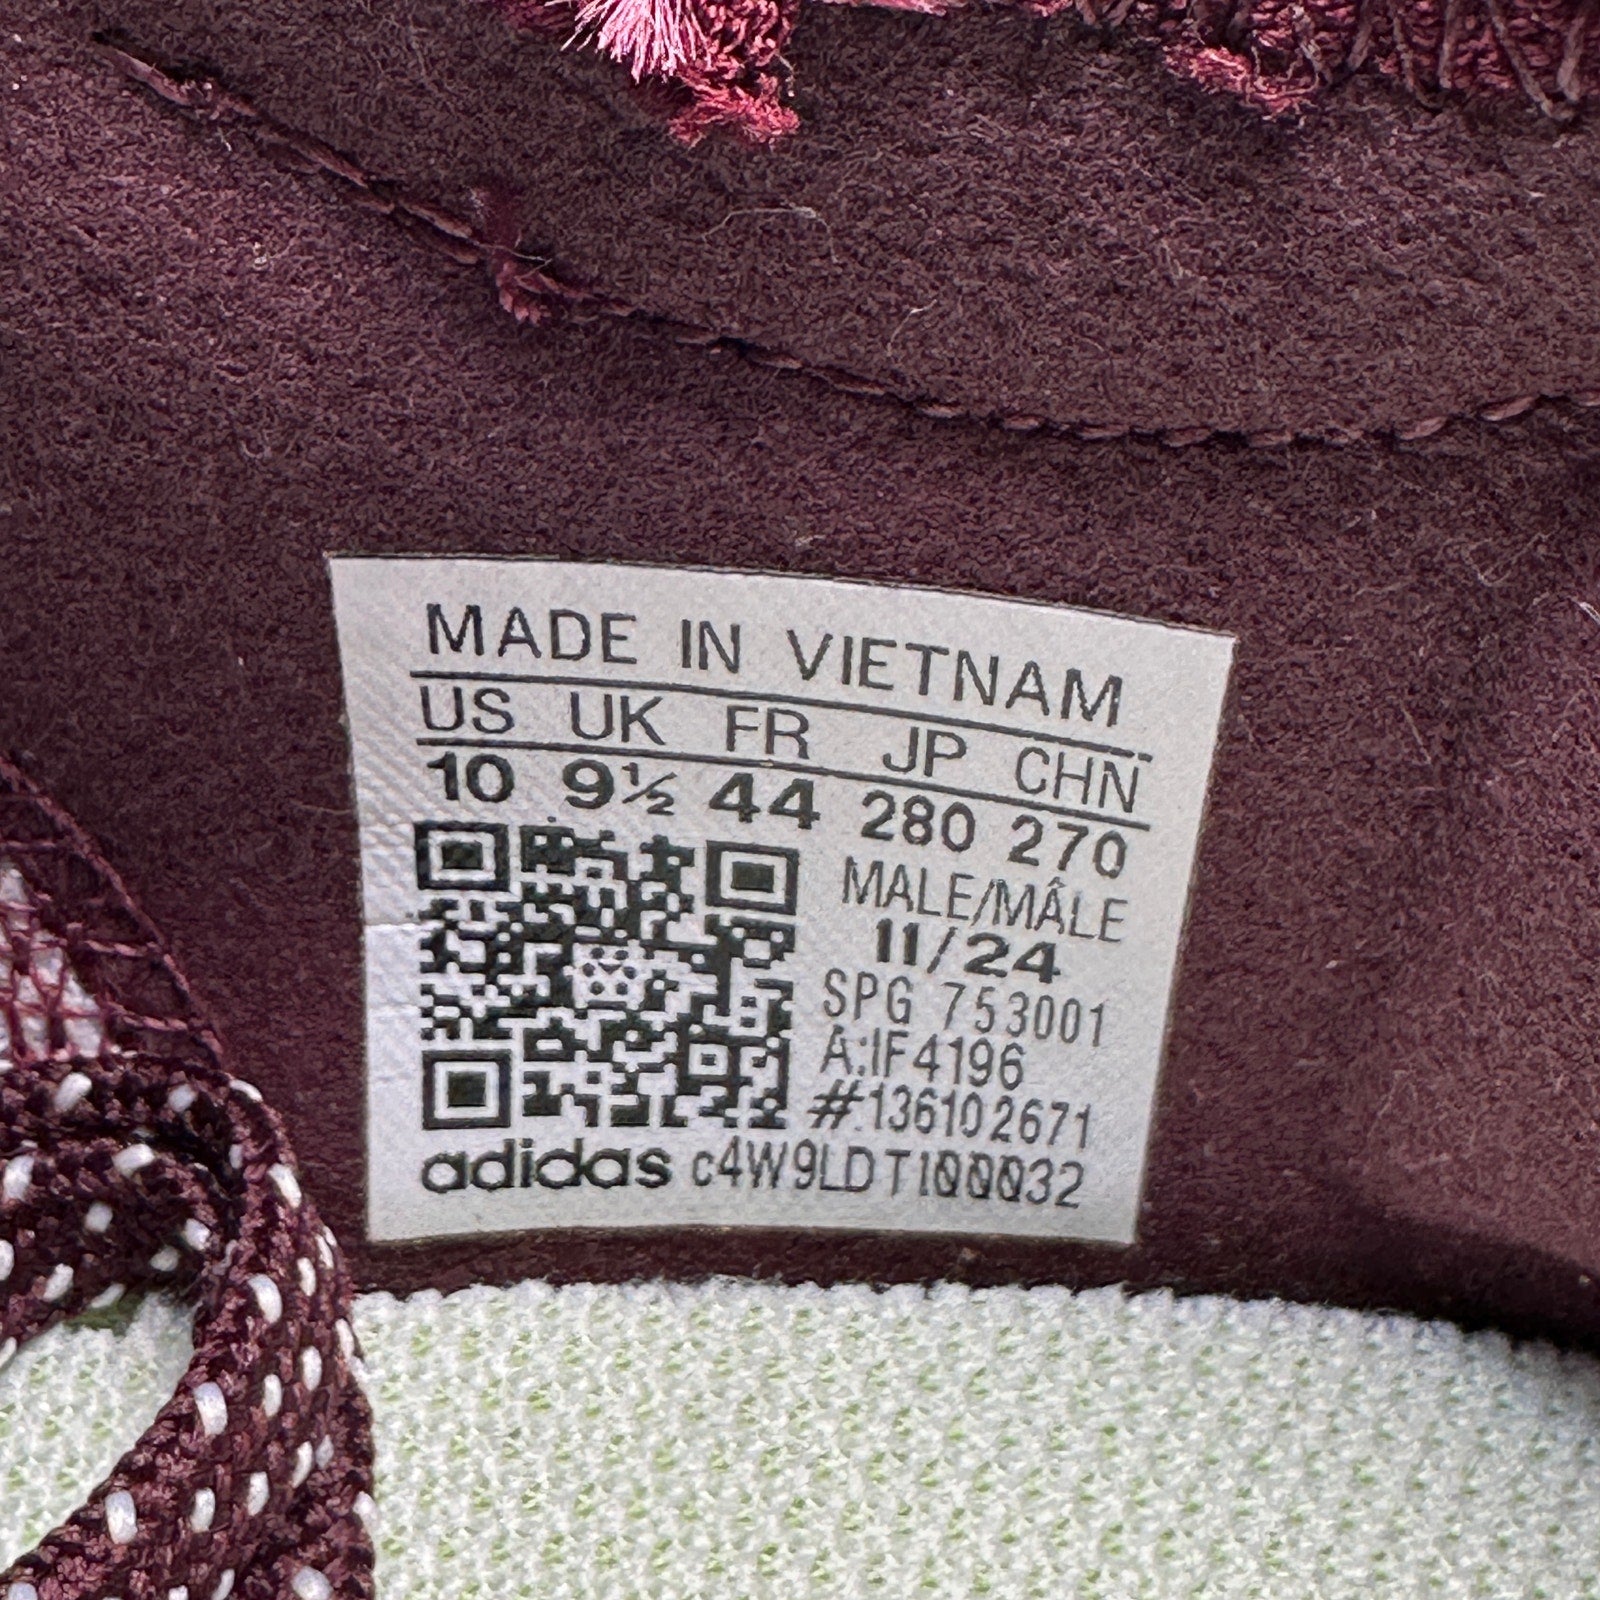 MADE IN VIETNAM
US UK FR JP CHN
10 9½ 44 280 270
MALE/MÂLE
11/24
SPG 753001
A:IF4196
#:136102671
adidas c4W9LDT100032